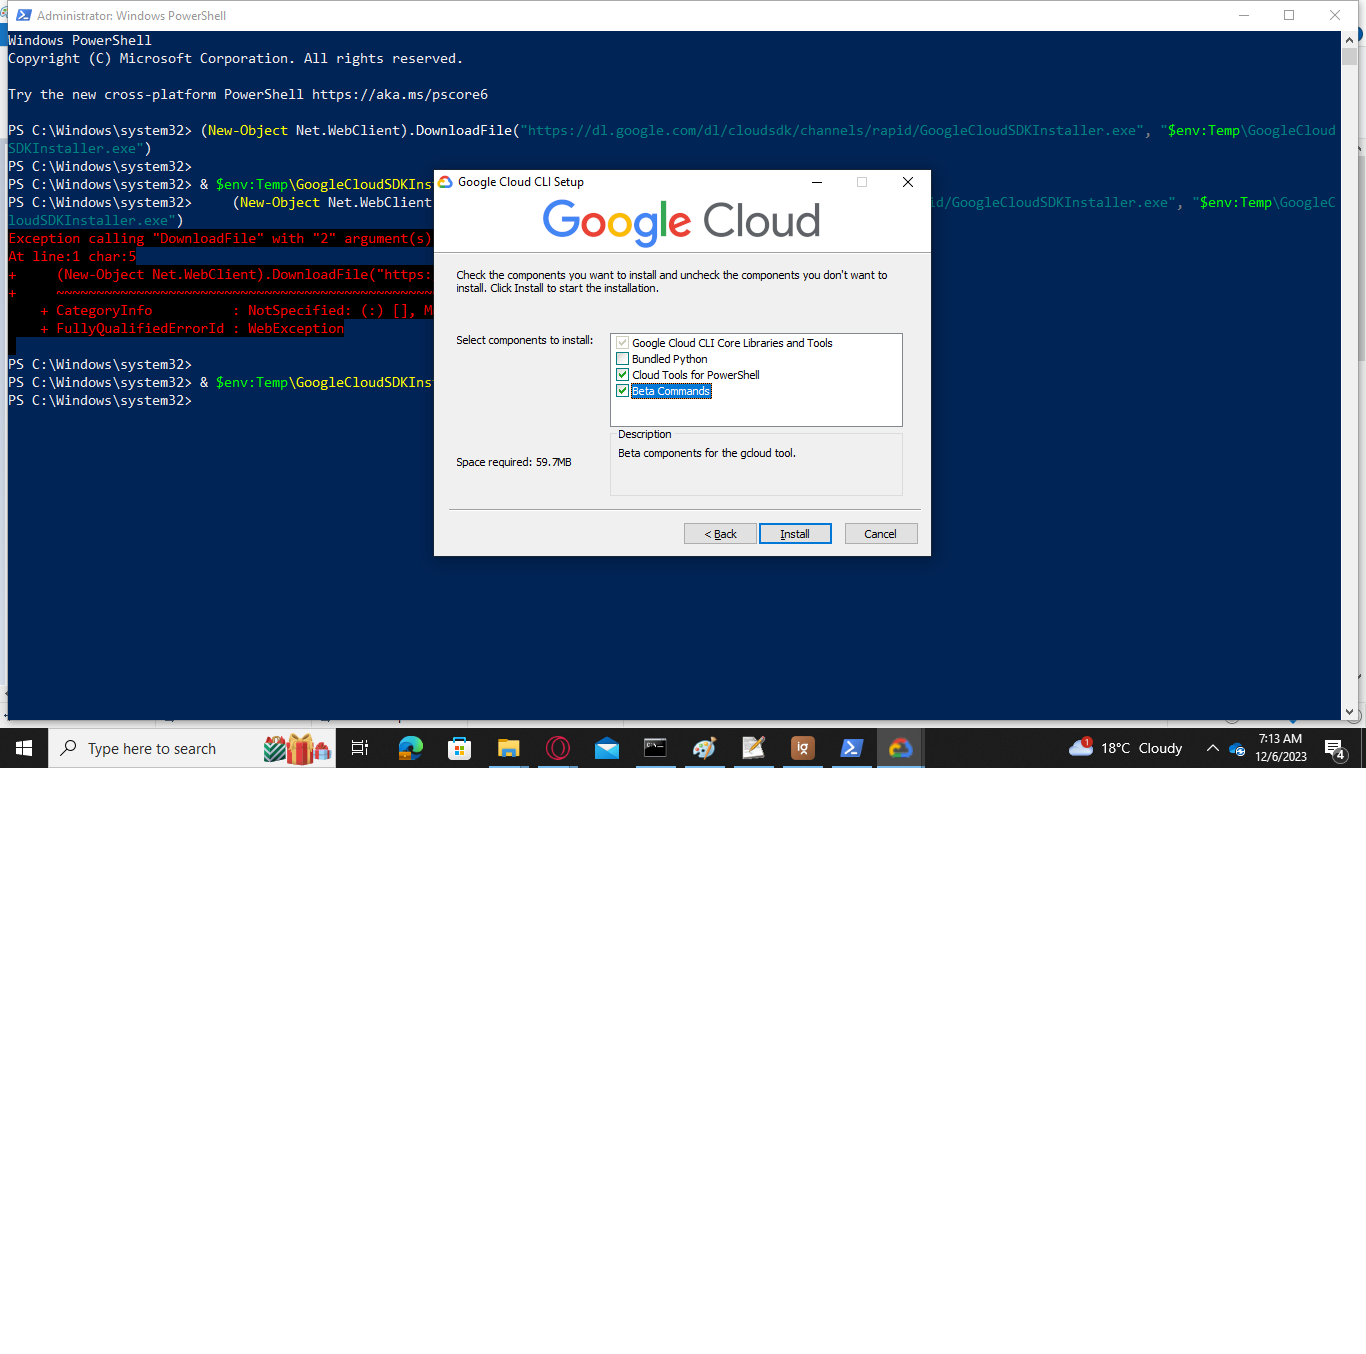 Administrator: Windows PowerShell
Windows PowerShell
Copyright (C) Microsoft Corporation. All rights reserved.
Try the new cross-platform PowerShell https://aka.ms/pscore6
PS C:\Windows\system32> (New-Object Net.WebClient).DownloadFile("https://dl.google.com/dl/cloudsdk/channels/rapid/GoogleCloudSDKInstaller.exe", "$env:Temp\GoogleCloud
SDKInstaller.exe")
PS C:\Windows\system32>
PS C:\Windows\system32> & $env:Temp\GoogleCloudSDKIns
PS C:\Windows\system32>     (New-Object Net.WebClient id/GoogleCloudSDKInstaller.exe", "$env:Temp\GoogleC
loudSDKInstaller.exe")
Exception calling "DownloadFile" with "2" argument(s)
At line:1 char:5
+     (New-Object Net.WebClient).DownloadFile("https:
+     ~~~~~~~~~~~~~~~~~~~~~~~~~~~~~~~~~~~~~~~~~~~~~~~
    + CategoryInfo          : NotSpecified: (:) [], M
    + FullyQualifiedErrorId : WebException
PS C:\Windows\system32>
PS C:\Windows\system32> & $env:Temp\GoogleCloudSDKIns
PS C:\Windows\system32>
Google Cloud CLI Setup
Google Cloud
Check the components you want to install and uncheck the components you don't want to
install. Click Install to start the installation.
Select components to install:
Google Cloud CLI Core Libraries and Tools
Bundled Python
Cloud Tools for PowerShell
Beta Commands
Description
Beta components for the gcloud tool.
Space required: 59.7MB
< Back
Install
Cancel
Type here to search
ig
1
18°C Cloudy
7:13 AM
12/6/2023
4